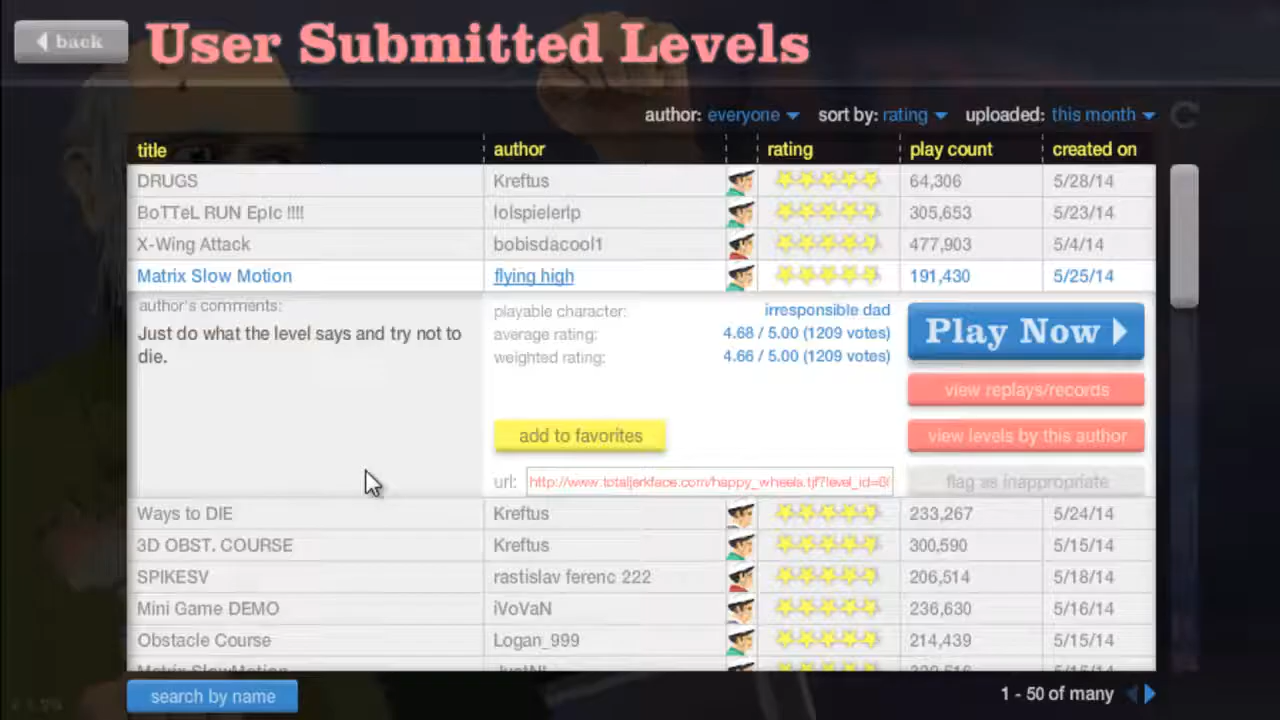 back
User Submitted Levels
author: everyone sort by: rating uploaded: this month
title author rating play count created on
DRUGS Kreftus 64,306 5/28/14
BoTTeL RUN EpIc !!!! lolspielerlp 305,653 5/23/14
X-Wing Attack bobisdacool1 477,903 5/4/14
Matrix Slow Motion flying high 191,430 5/25/14
author's comments:
Just do what the level says and try not to
die.
playable character: irresponsible dad
average rating: 4.68 / 5.00 (1209 votes)
weighted rating: 4.66 / 5.00 (1209 votes)
Play Now
view replays/records
add to favorites
view levels by this author
url: http://www.totaljerkface.com/happy_wheels.tjf?level_id=
flag as inappropriate
Ways to DIE Kreftus 233,267 5/24/14
3D OBST. COURSE Kreftus 300,590 5/15/14
SPIKESV rastislav ferenc 222 206,514 5/18/14
Mini Game DEMO iVoVaN 236,630 5/16/14
Obstacle Course Logan_999 214,439 5/15/14
Matrix SlowMotion
search by name
1 - 50 of many